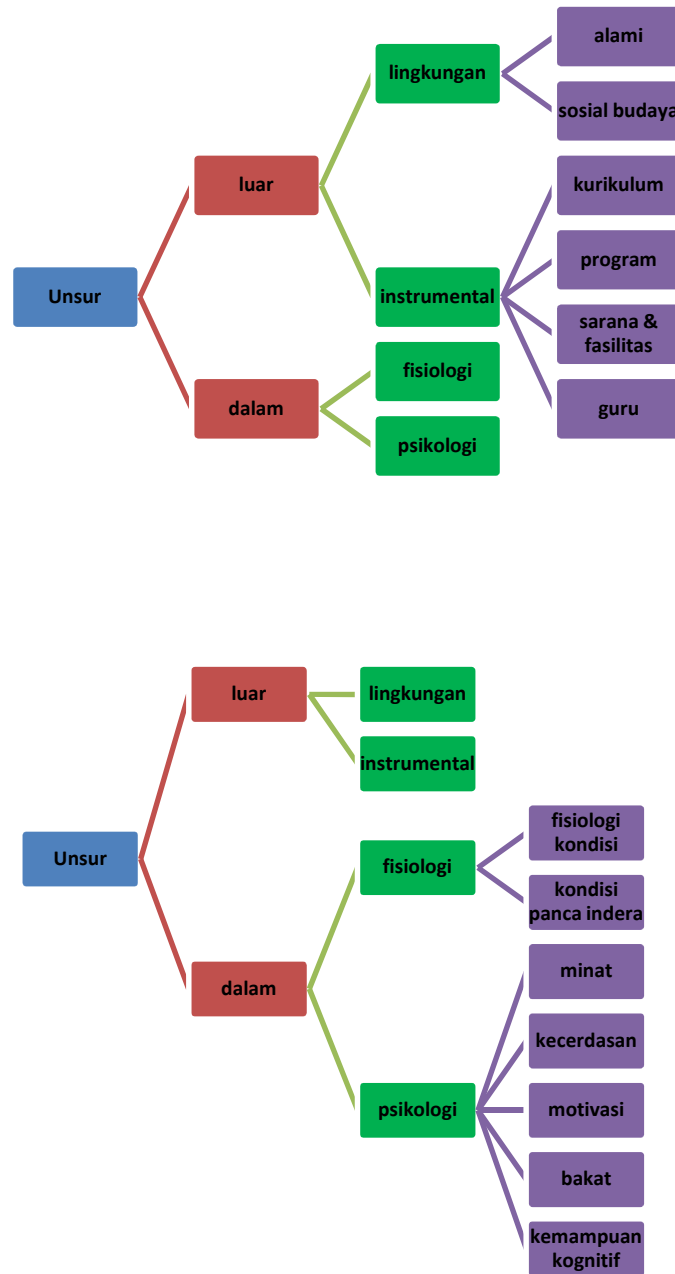 alami
lingkungan
sosial budaya
luar
kurikulum
program
Unsur
instrumental
sarana &
fasilitas
fisiologi
dalam
guru
psikologi
luar
lingkungan
instrumental
fisiologi
kondisi
Unsur
fisiologi
kondisi
panca indera
minat
dalam
kecerdasan
psikologi
motivasi
bakat
kemampuan
kognitif